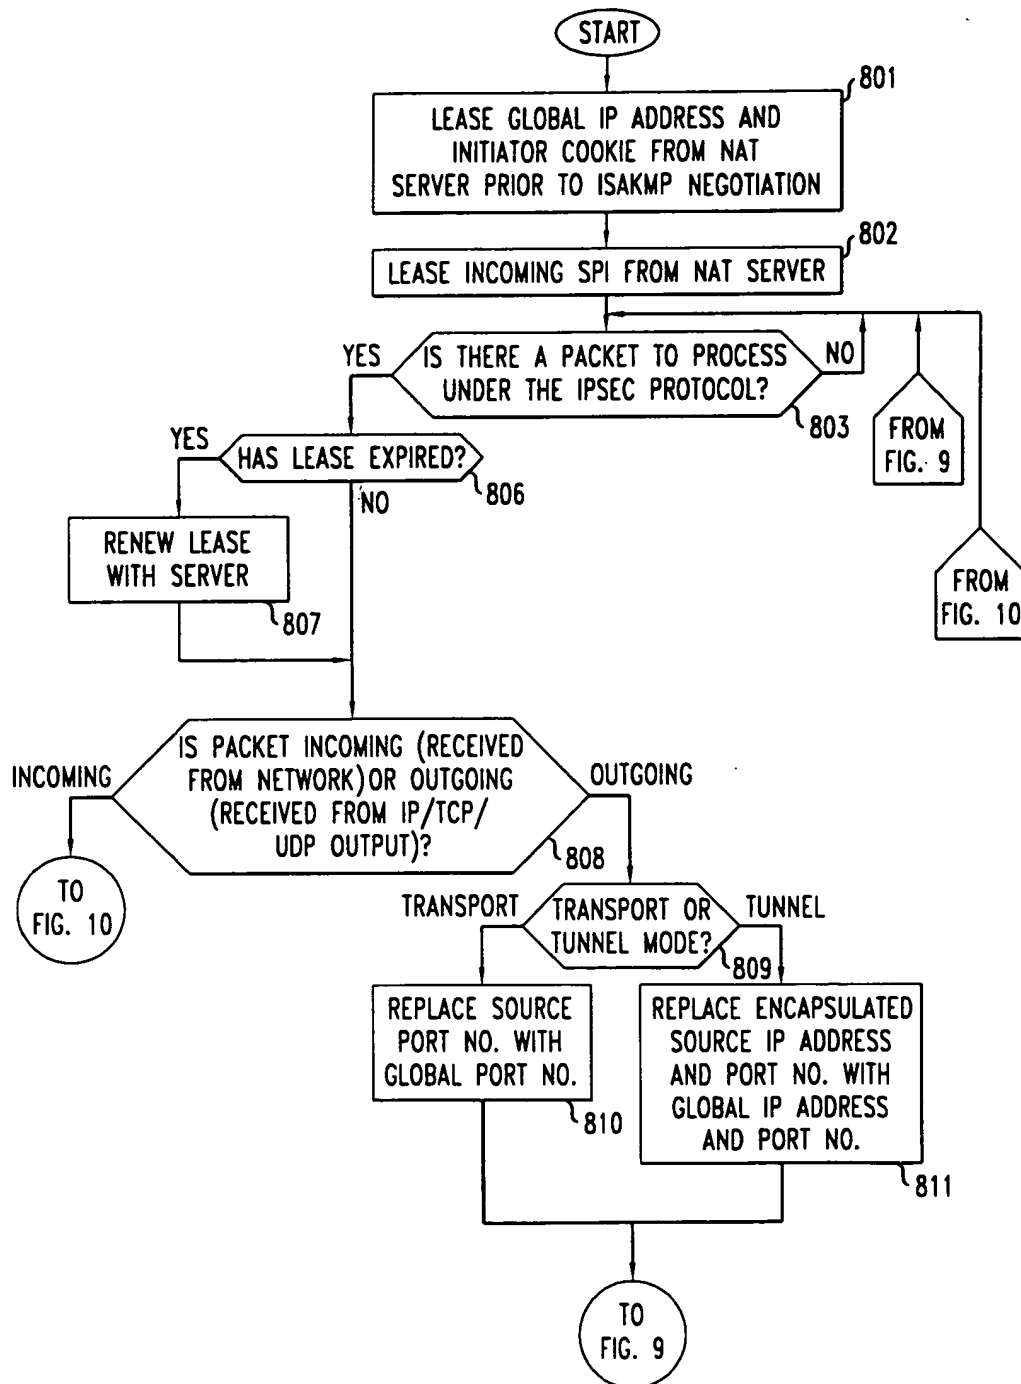 START
801
LEASE GLOBAL IP ADDRESS AND
INITIATOR COOKIE FROM NAT
SERVER PRIOR TO ISAKMP NEGOTIATION
802
LEASE INCOMING SPI FROM NAT SERVER
YES
IS THERE A PACKET TO PROCESS
UNDER THE IPSEC PROTOCOL?
NO
803
FROM
FIG. 9
YES
HAS LEASE EXPIRED?
806
NO
RENEW LEASE
WITH SERVER
807
FROM
FIG. 10
INCOMING
IS PACKET INCOMING (RECEIVED
FROM NETWORK)OR OUTGOING
(RECEIVED FROM IP/TCP/
UDP OUTPUT)?
OUTGOING
808
TO
FIG. 10
TRANSPORT
TRANSPORT OR
TUNNEL MODE?
TUNNEL
809
REPLACE SOURCE
PORT NO. WITH
GLOBAL PORT NO.
810
REPLACE ENCAPSULATED
SOURCE IP ADDRESS
AND PORT NO. WITH
GLOBAL IP ADDRESS
AND PORT NO.
811
TO
FIG. 9